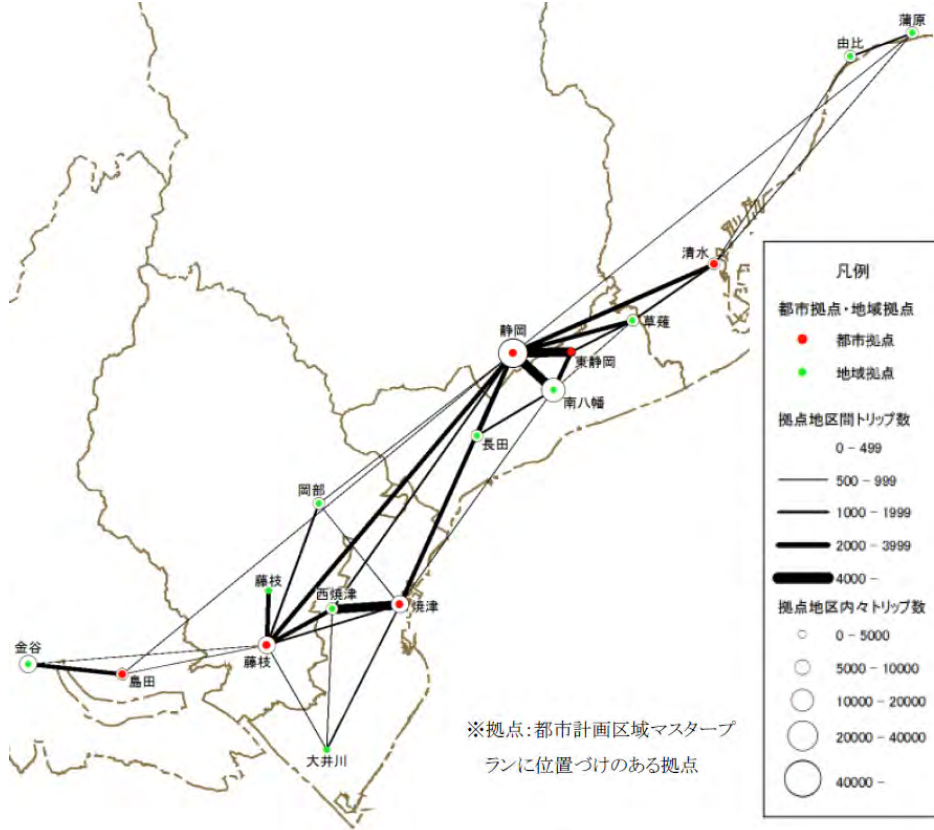 蒲原
由比
清水
静岡
草薙
東静岡
南八幡
長田
岡部
藤枝
西焼津
焼津
金谷
藤枝
島田
大井川
※拠点:都市計画区域マスタープ
ランに位置づけのある拠点
凡例
都市拠点・地域拠点
都市拠点
地域拠点
拠点地区間トリップ数
0 - 499
500 - 999
1000 - 1999
2000 - 3999
4000 -
拠点地区内々トリップ数
0 - 5000
5000 - 10000
10000 - 20000
20000 - 40000
40000 -